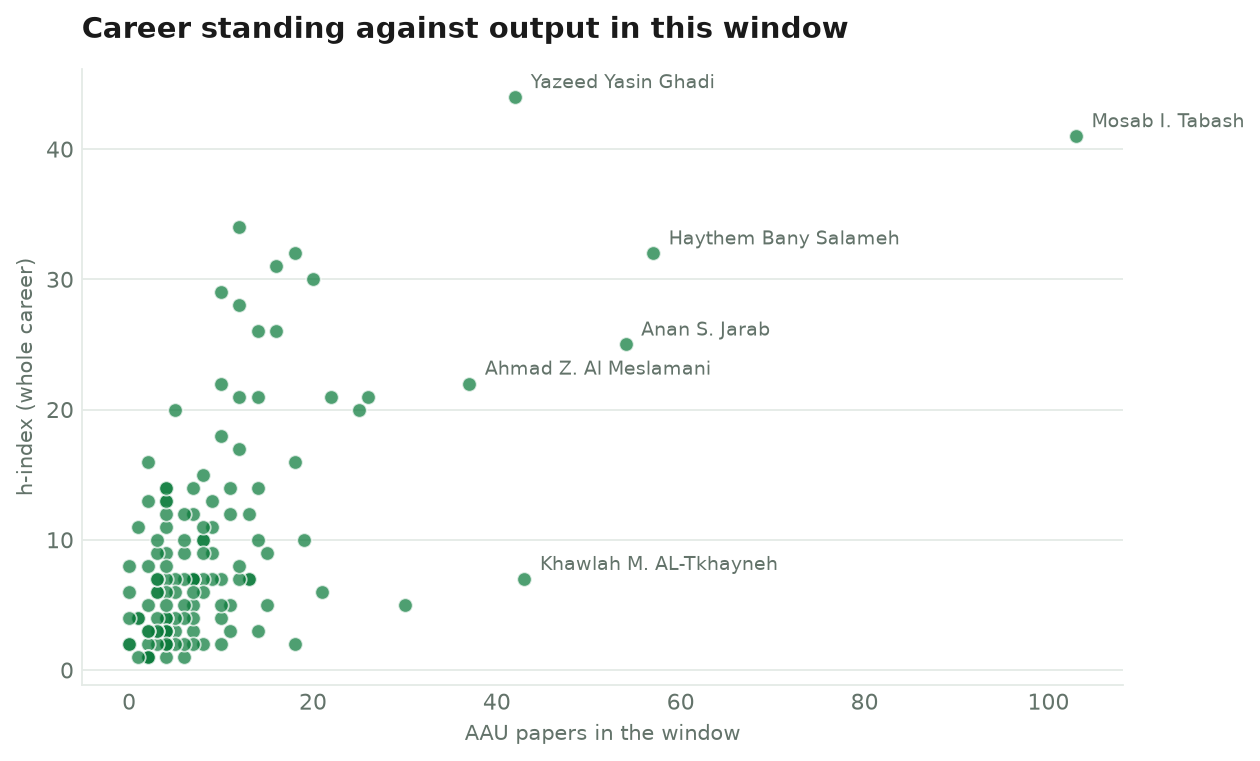 Career standing against output in this window
Yazeed Yasin Ghadi
Mosab I. Tabash
40
Haythem Bany Salameh
30
Anan S. Jarab
Ahmad Z. Al Meslamani
20
10
Khawlah M. AL-Tkhayneh
0
h-index (whole career)
0 20 40 60 80 100
AAU papers in the window